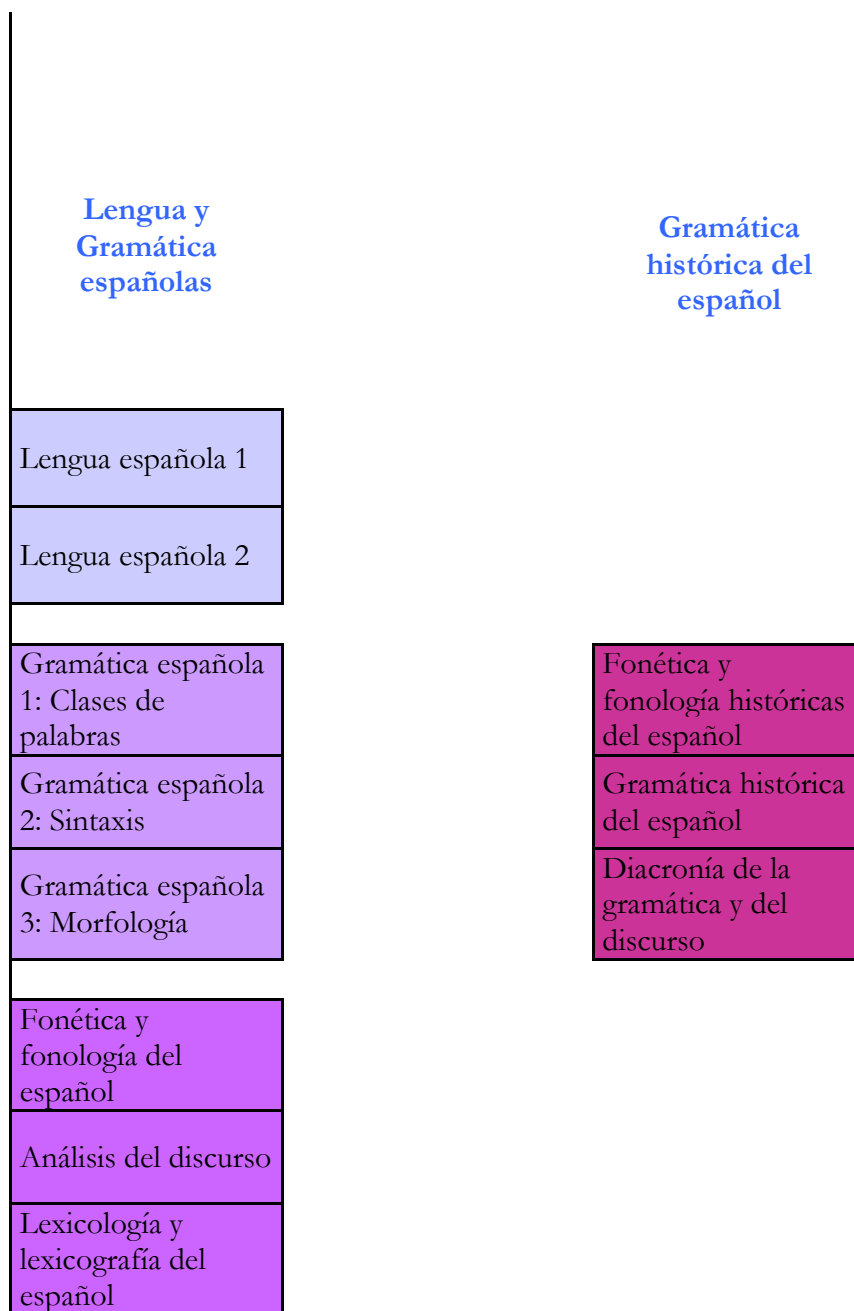 Lengua y
Gramática
españolas
Gramática
histórica del
español
Lengua española 1
Lengua española 2
Gramática española
1: Clases de
palabras
Gramática española
2: Sintaxis
Gramática española
3: Morfología
Fonética y
fonología del
español
Análisis del discurso
Lexicología y
lexicografía del
español
Fonética y
fonología históricas
del español
Gramática histórica
del español
Diacronía de la
gramática y del
discurso